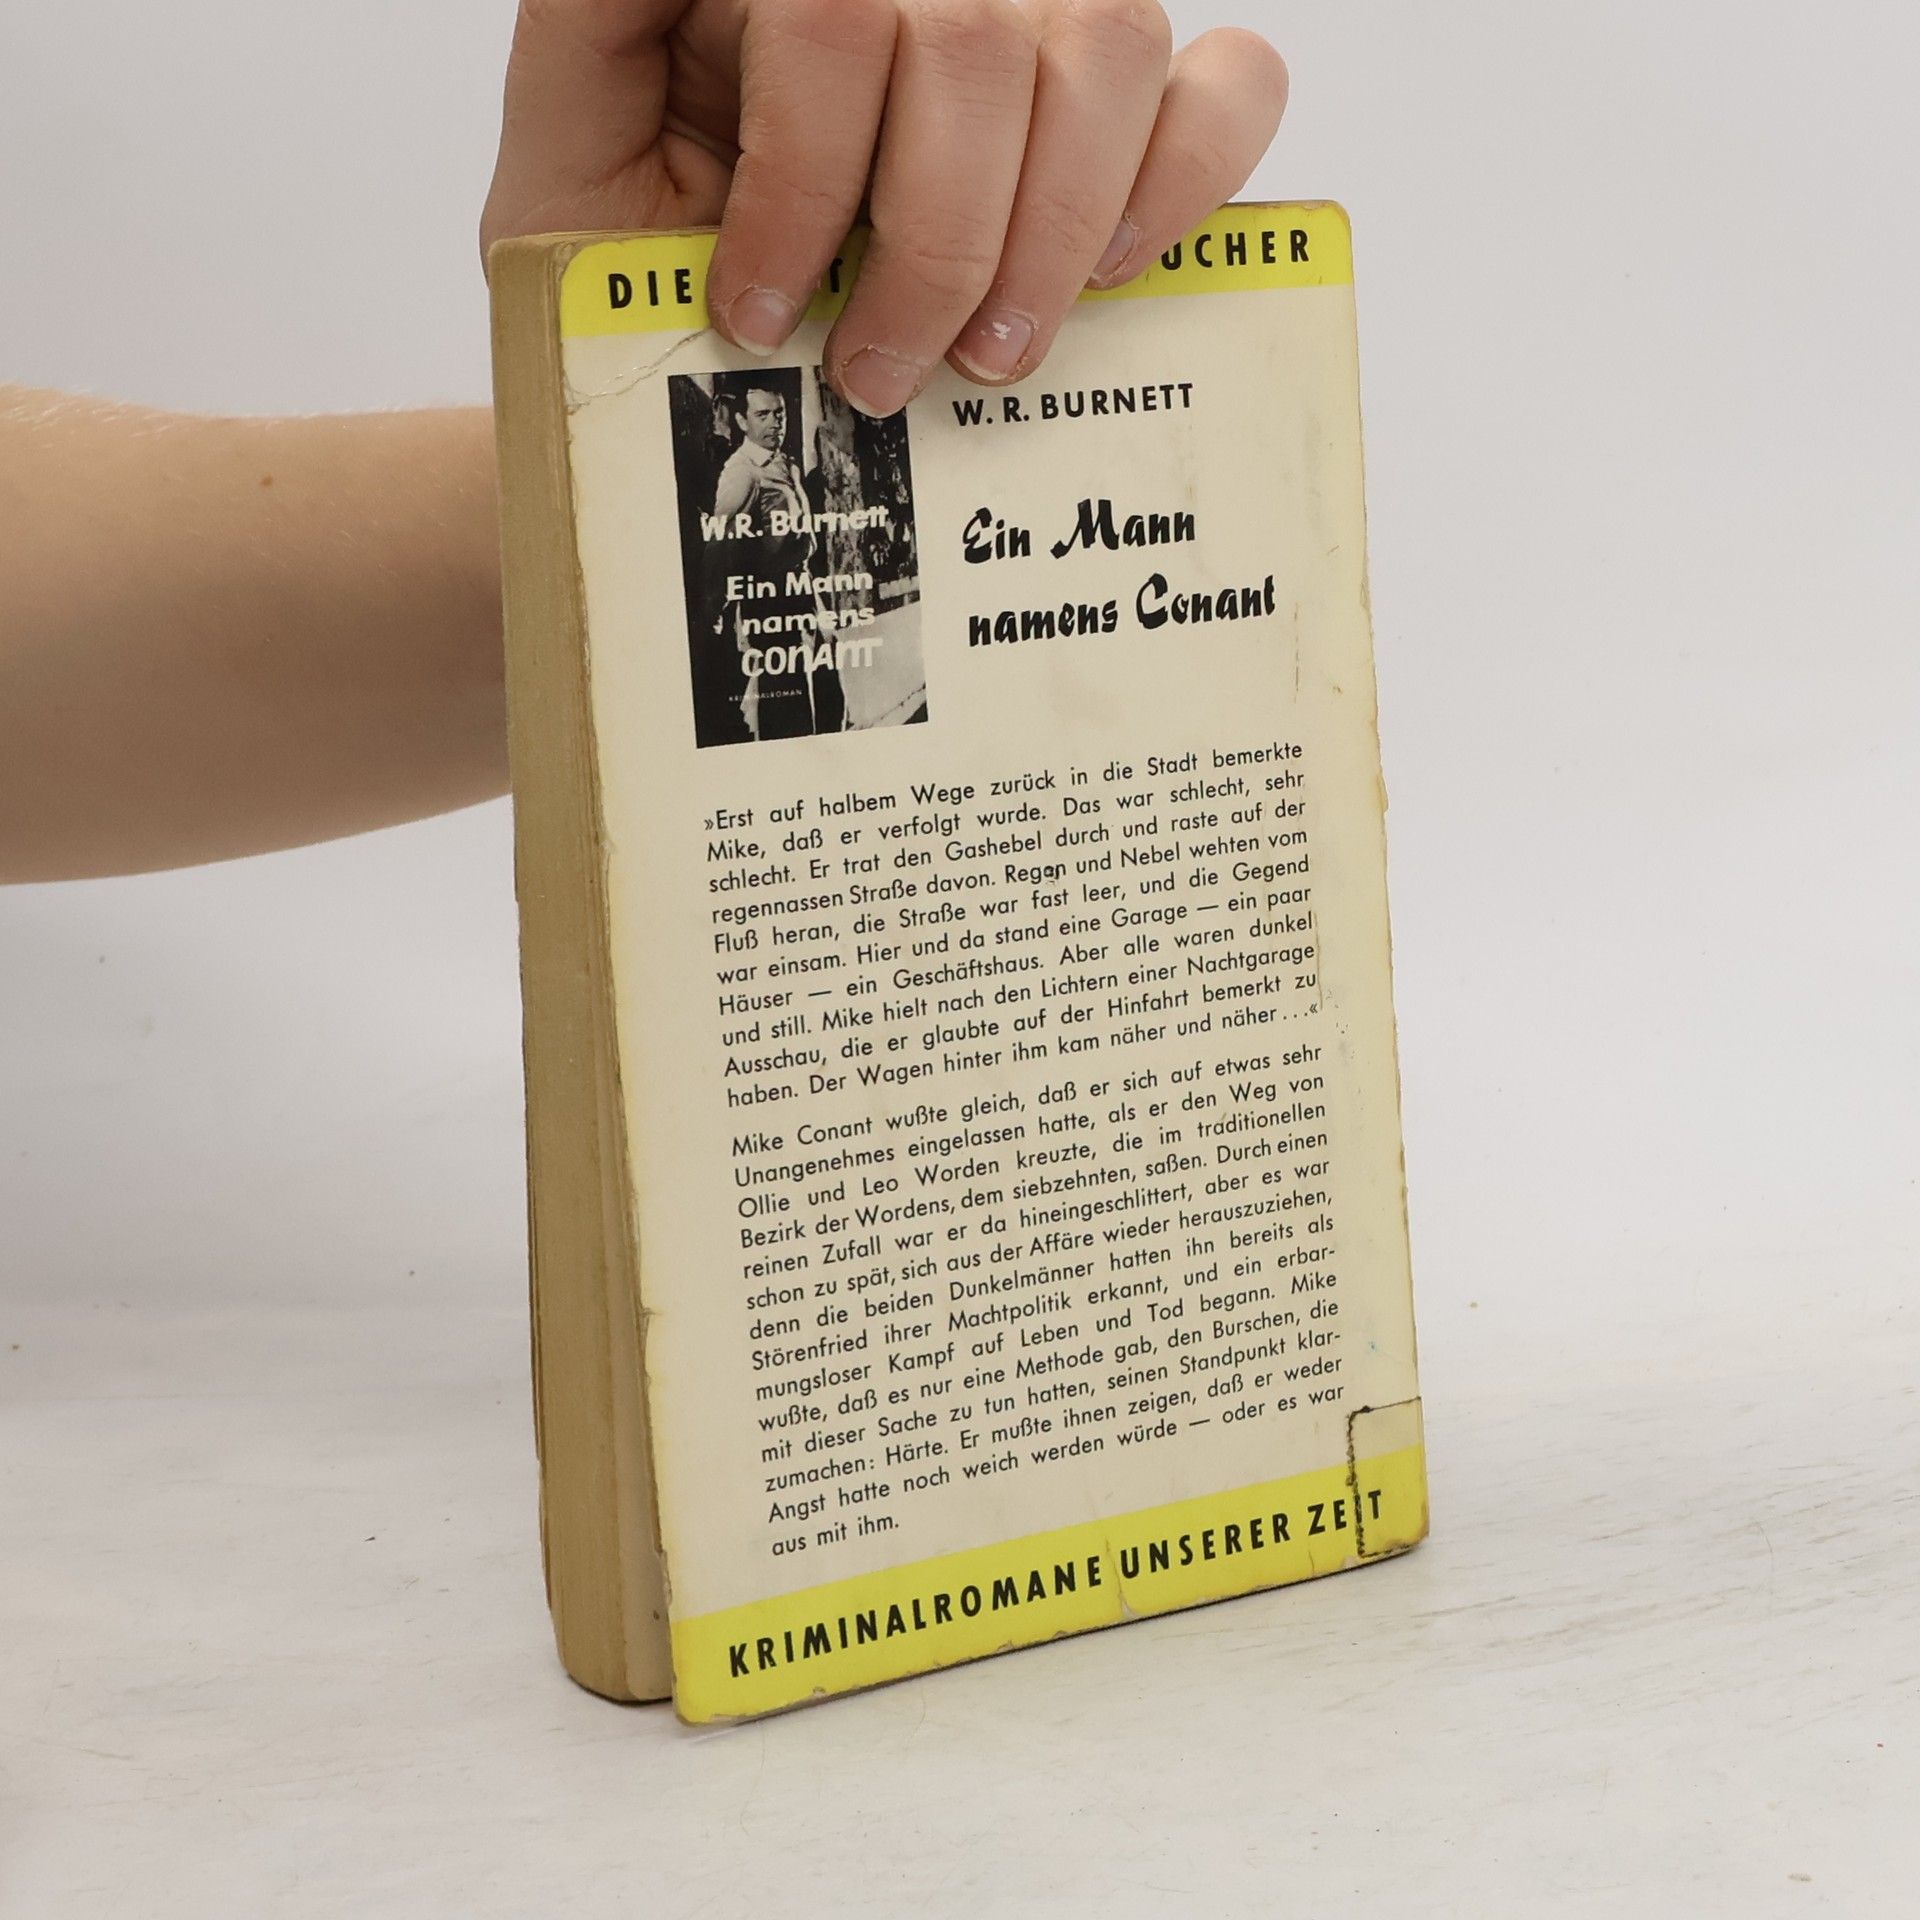 DIE
UCHER
W. R. BURNETT
W.R. Burnett
Ein Mann
namens
CONANT
KRIMINALROMAN
Ein Mann
namens Conant
»Erst auf halbem Wege zurück in die Stadt bemerkte
Mike, daß er verfolgt wurde. Das war schlecht, sehr
schlecht. Er trat den Gashebel durch und raste auf der
regennassen Straße davon. Regen und Nebel wehten vom
Fluß heran, die Straße war fast leer, und die Gegend
war einsam. Hier und da stand eine Garage — ein paar
Häuser — ein Geschäftshaus. Aber alle waren dunkel
und still. Mike hielt nach den Lichtern einer Nachtgarage
Ausschau, die er glaubte auf der Hinfahrt bemerkt zu
haben. Der Wagen hinter ihm kam näher und näher . . .«
Mike Conant wußte gleich, daß er sich auf etwas sehr
Unangenehmes eingelassen hatte, als er den Weg von
Ollie und Leo Worden kreuzte, die im traditionellen
Bezirk der Wordens, dem siebzehnten, saßen. Durch einen
reinen Zufall war er da hineingeschlittert, aber es war
schon zu spät, sich aus der Affäre wieder herauszuziehen,
denn die beiden Dunkelmänner hatten ihn bereits als
Störenfried ihrer Machtpolitik erkannt, und ein erbar-
mungsloser Kampf auf Leben und Tod begann. Mike
wußte, daß es nur eine Methode gab, den Burschen, die
mit dieser Sache zu tun hatten, seinen Standpunkt klar-
zumachen: Härte. Er mußte ihnen zeigen, daß er weder
Angst hatte noch weich werden würde — oder es war
aus mit ihm.
KRIMINALROMANE UNSERER ZEIT